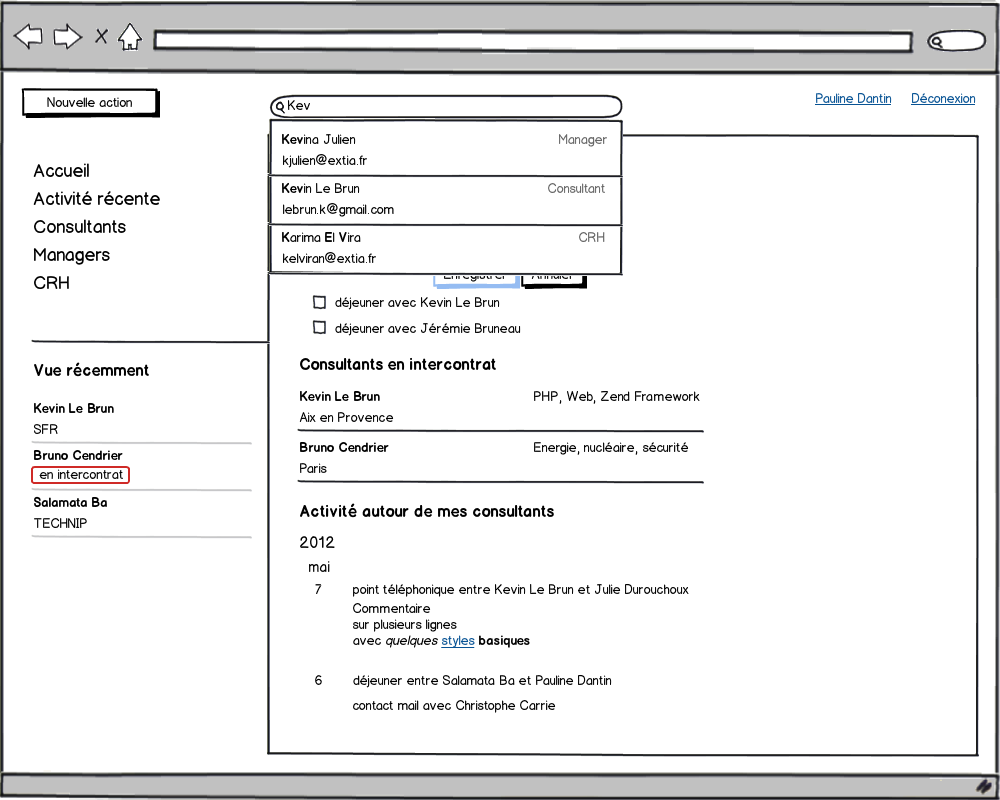 Nouvelle action
Kev
Pauline Dantin Déconexion
Kevina Julien Manager
kjulien@extia.fr
Kevin Le Brun Consultant
lebrun.k@gmail.com
Karima El Vira CRH
kelviran@extia.fr
Accueil
Activité récente
Consultants
Managers
CRH
Vue récemment
Kevin Le Brun
SFR
Bruno Cendrier
en intercontrat
Salamata Ba
TECHNIP
Enregistrer Annuler
déjeuner avec Kevin Le Brun
déjeuner avec Jérémie Bruneau
Consultants en intercontrat
Kevin Le Brun PHP, Web, Zend Framework
Aix en Provence
Bruno Cendrier Energie, nucléaire, sécurité
Paris
Activité autour de mes consultants
2012
mai
7 point téléphonique entre Kevin Le Brun et Julie Durouchoux
Commentaire
sur plusieurs lignes
avec quelques styles basiques
6 déjeuner entre Salamata Ba et Pauline Dantin
contact mail avec Christophe Carrie